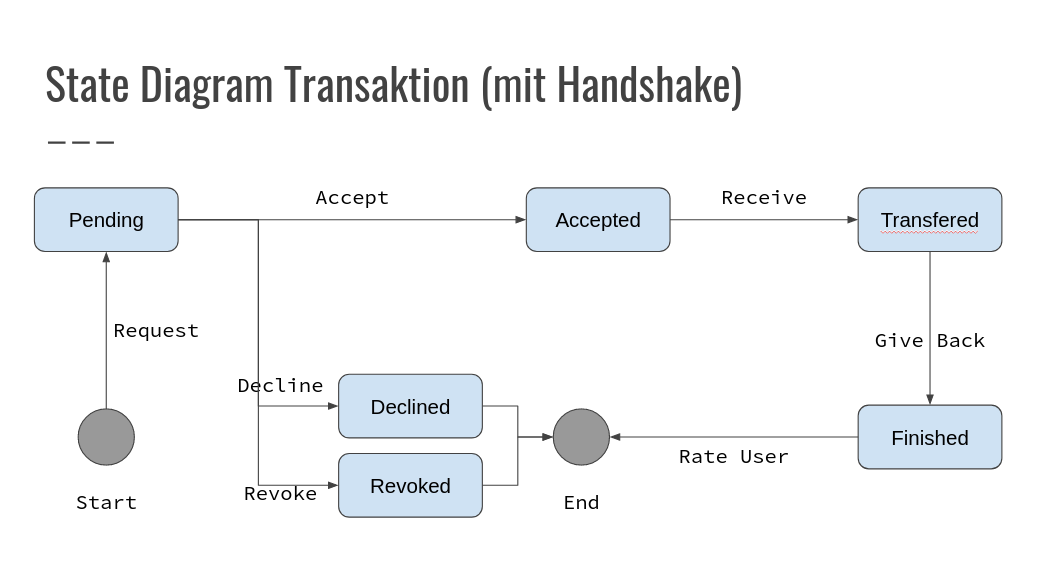 State Diagram Transaktion (mit Handshake)
Pending
Accept
Accepted
Receive
Transfered
Request
Give Back
Decline
Declined
Finished
Rate User
Revoke
Revoked
Start
End